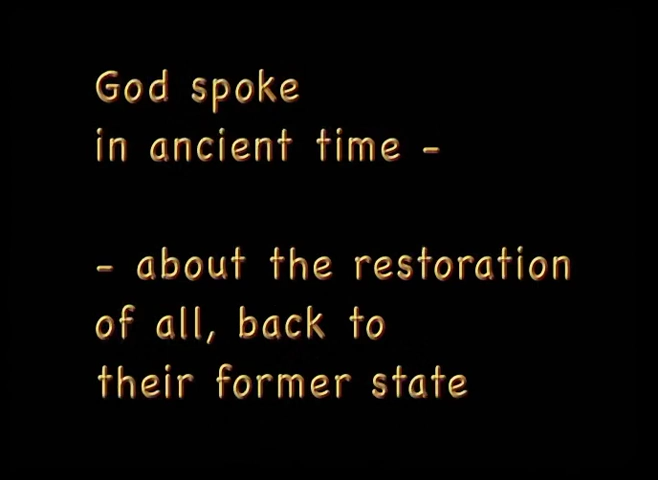 God spoke
in ancient time -
- about the restoration
of all, back to
their former state